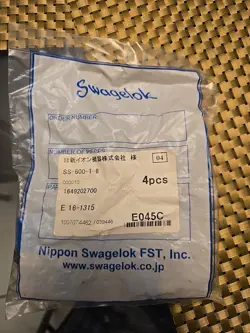 Swagelok
ORDER NUMBER
NUMBER OF PIECES
日新イオン機器株式会社 様
04
SS-600-1-8
4pcs
1649202700
E 16-1315
E045C
Nippon Swagelok FST, Inc.
www.swagelok.co.jp